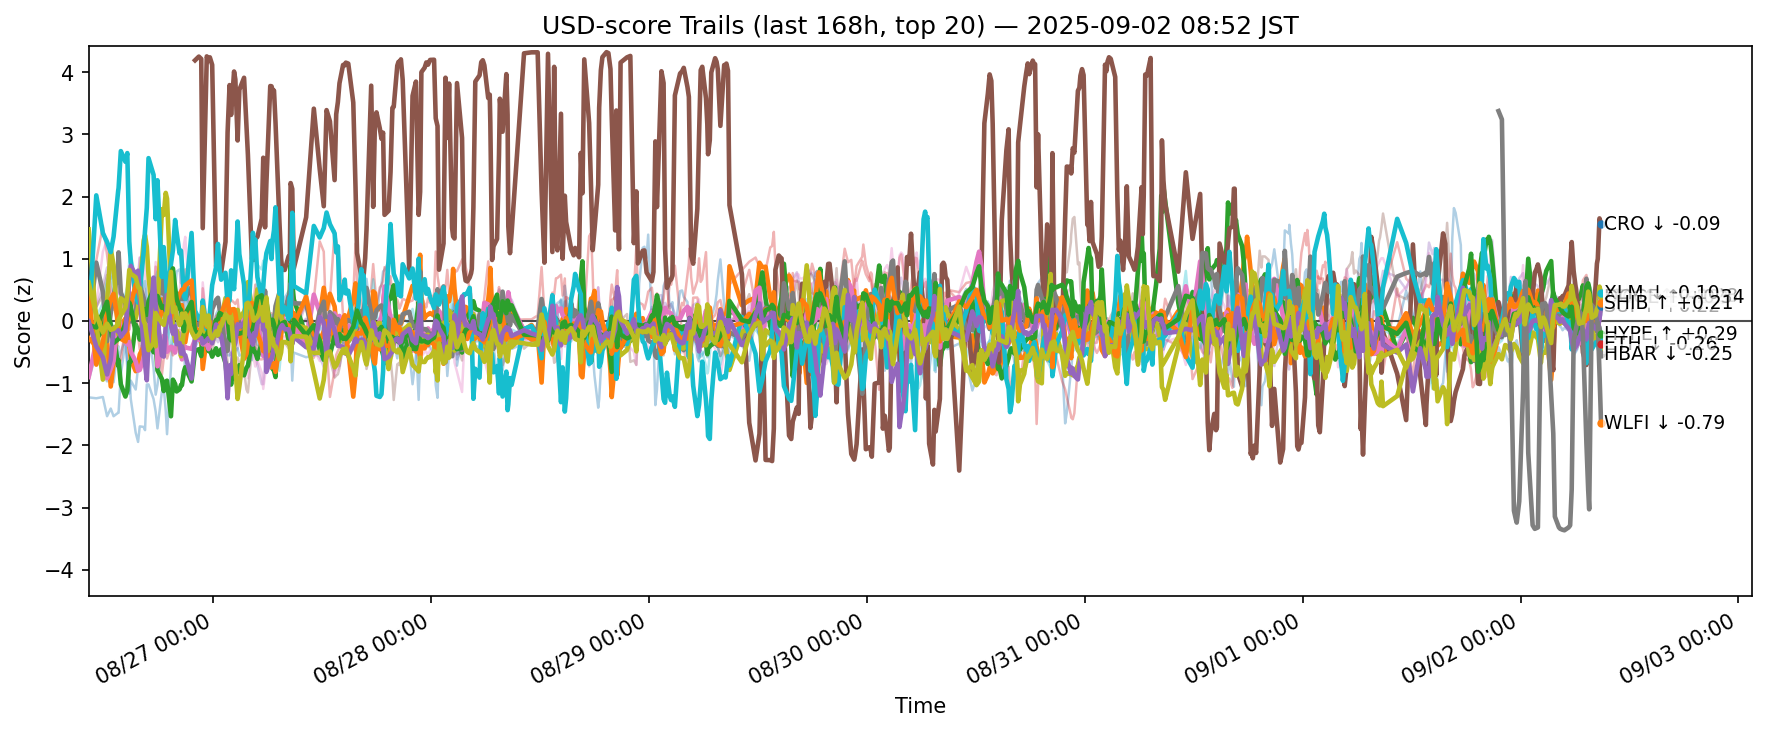 USD-score Trails (last 168h, top 20) — 2025-09-02 08:52 JST
Score (z)
4
3
2
1
0
−1
−2
−3
−4
CRO ↓ -0.09
SHIB ↑ +0.21
HYPE ↑ +0.29
HBAR ↓ -0.25
WLFI ↓ -0.79
08/27 00:00
08/28 00:00
08/29 00:00
08/30 00:00
08/31 00:00
09/01 00:00
09/02 00:00
09/03 00:00
Time